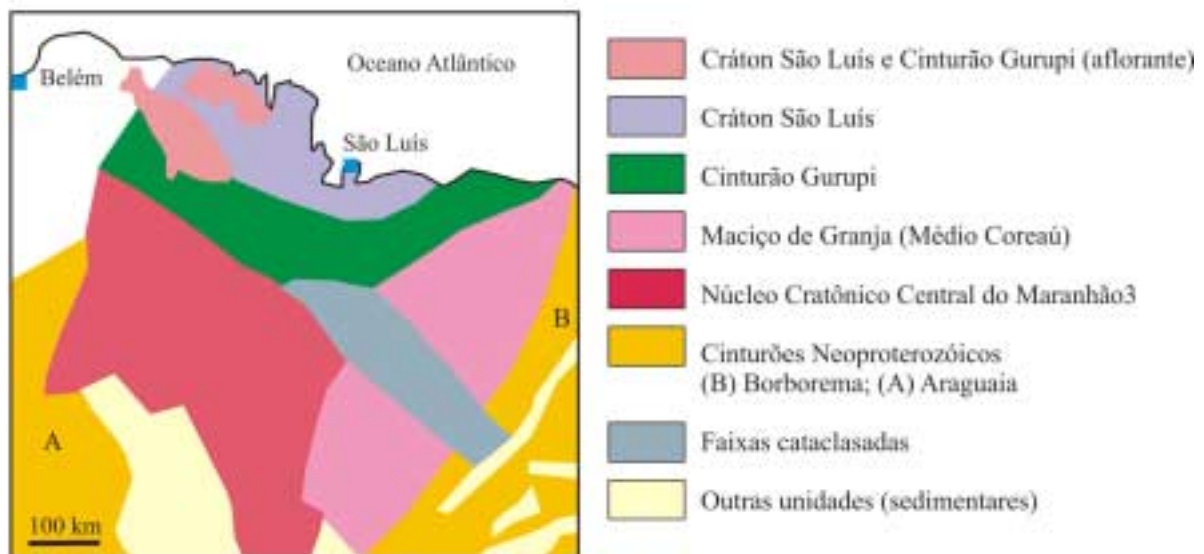 Belém
Oceano Atlântico
São Luís
B
A
100 km
Cráton São Luís e Cinturão Gurupi (aflorante)
Cráton São Luís
Cinturão Gurupi
Maciço de Granja (Médio Coreaú)
Núcleo Cratônico Central do Maranhão3
Cinturões Neoproterozóicos
(B) Borborema; (A) Araguaia
Faixas cataclasadas
Outras unidades (sedimentares)